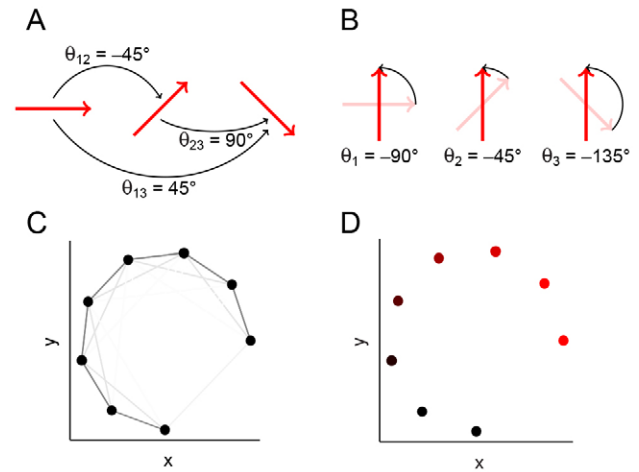 A
B
θ12 = –45°
θ23 = 90°
θ13 = 45°
θ1 = –90°
θ2 = –45°
θ3 = –135°
C
D
y
x
y
x